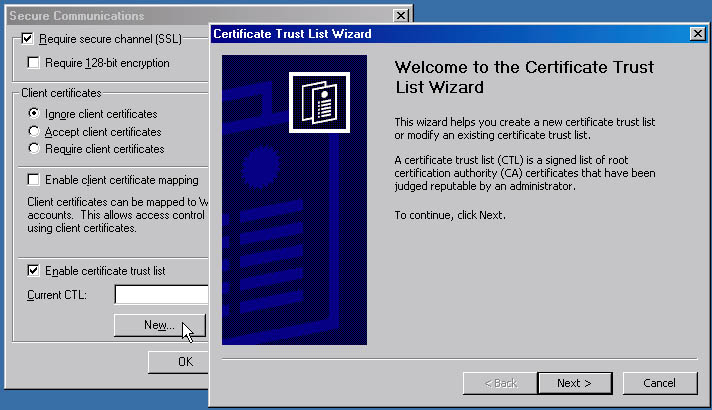 Secure Communications
Require secure channel (SSL)
Require 128-bit encryption
Client certificates
Ignore client certificates
Accept client certificates
Require client certificates
Enable client certificate mapping
Client certificates can be mapped to
accounts. This allows access control
using client certificates.
Enable certificate trust list
Current CTL:
New...
OK
Certificate Trust List Wizard
Welcome to the Certificate Trust
List Wizard
This wizard helps you create a new certificate trust list
or modify an existing certificate trust list.
A certificate trust list (CTL) is a signed list of root
certification authority (CA) certificates that have been
judged reputable by an administrator.
To continue, click Next.
< Back
Next >
Cancel